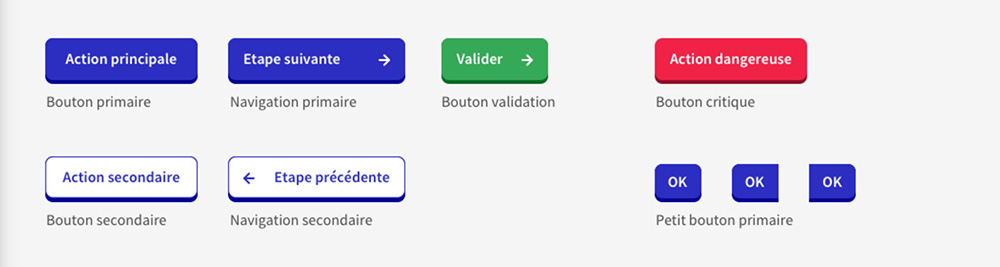 Action principale
Etape suivante
Valider
Action dangereuse
Bouton primaire
Navigation primaire
Bouton validation
Bouton critique
Action secondaire
Etape précédente
OK
OK
OK
Bouton secondaire
Navigation secondaire
Petit bouton primaire